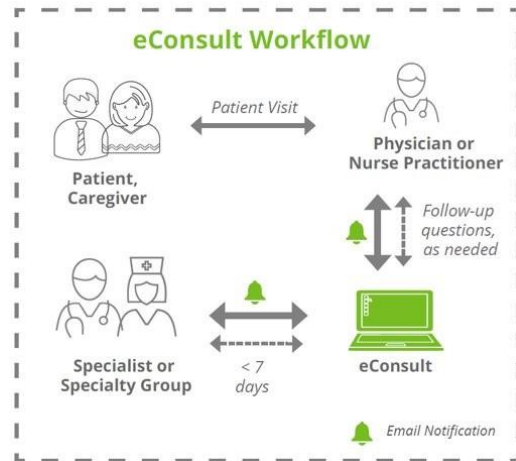 eConsult Workflow
Patient Visit
Patient,
Caregiver
Physician or
Nurse Practitioner
Follow-up
questions,
as needed
Specialist or
Specialty Group
< 7
days
eConsult
Email Notification